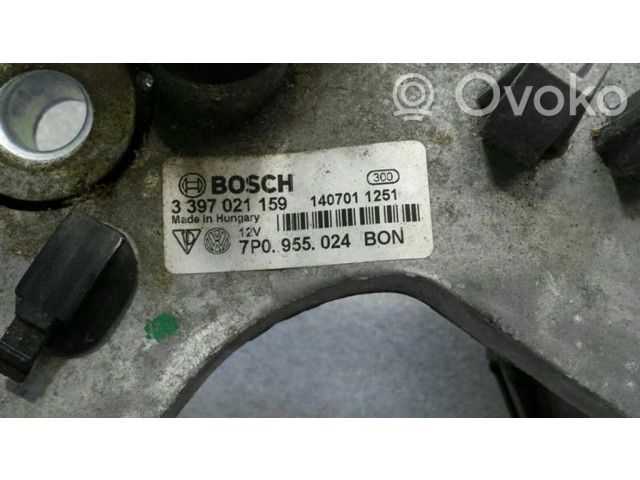 Ovoko
BOSCH
300
3 397 021 159 140701 1251
Made in Hungary
12V
7P0. 955. 024 BON